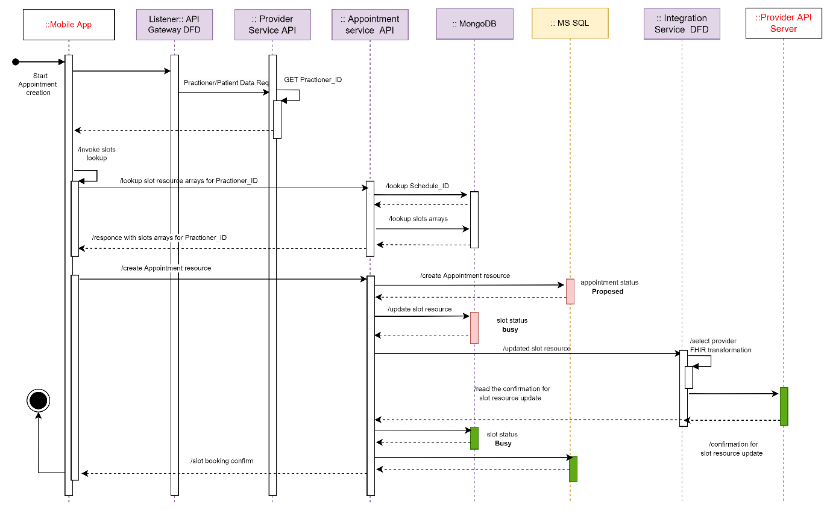 ::Mobile App
Listener:: API
Gateway DFD
:: Provider
Service API
:: Appointment
service API
:: MongoDB
:: MS SQL
:: Integration
Service DFD
::Provider API
Server
Start
Appointment
creation
Practioner/Patient Data Req
GET Practioner_ID
/invoke slots
lookup
/lookup slot resource arrays for Practioner_ID
/lookup Schedule_ID
/lookup slots arrays
/responce with slots arrays for Practioner_ID
/create Appointment resource
/create Appointment resource
appointment status
Proposed
/update slot resource
slot status
busy
/updated slot resource
/select provider
FHIR transformation
/read the confirmation for
slot resource update
slot status
Busy
/confirmation for
slot resource update
/slot booking confirm